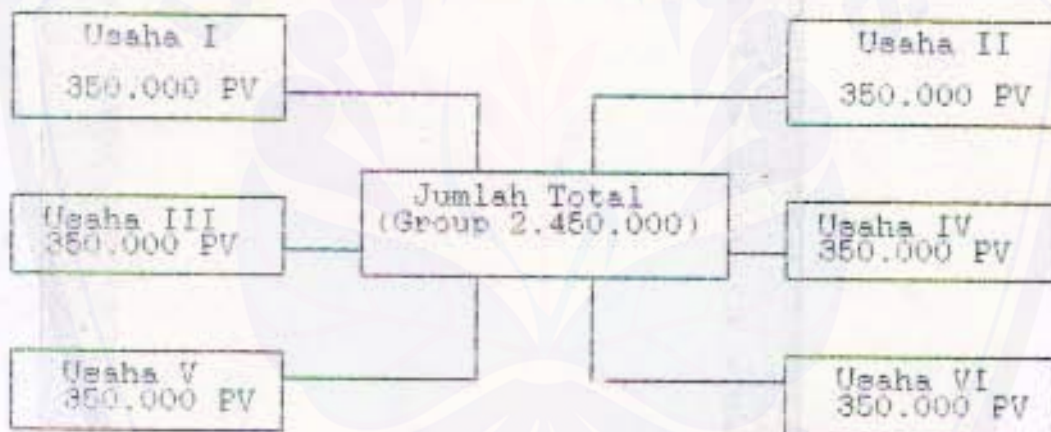 Usaha I
350.000 PV
Usaha II
350.000 PV
Jumlah Total
(Group 2.450.000)
Usaha III
350.000 PV
Usaha IV
350.000 PV
Usaha V
350.000 PV
Usaha VI
350.000 PV